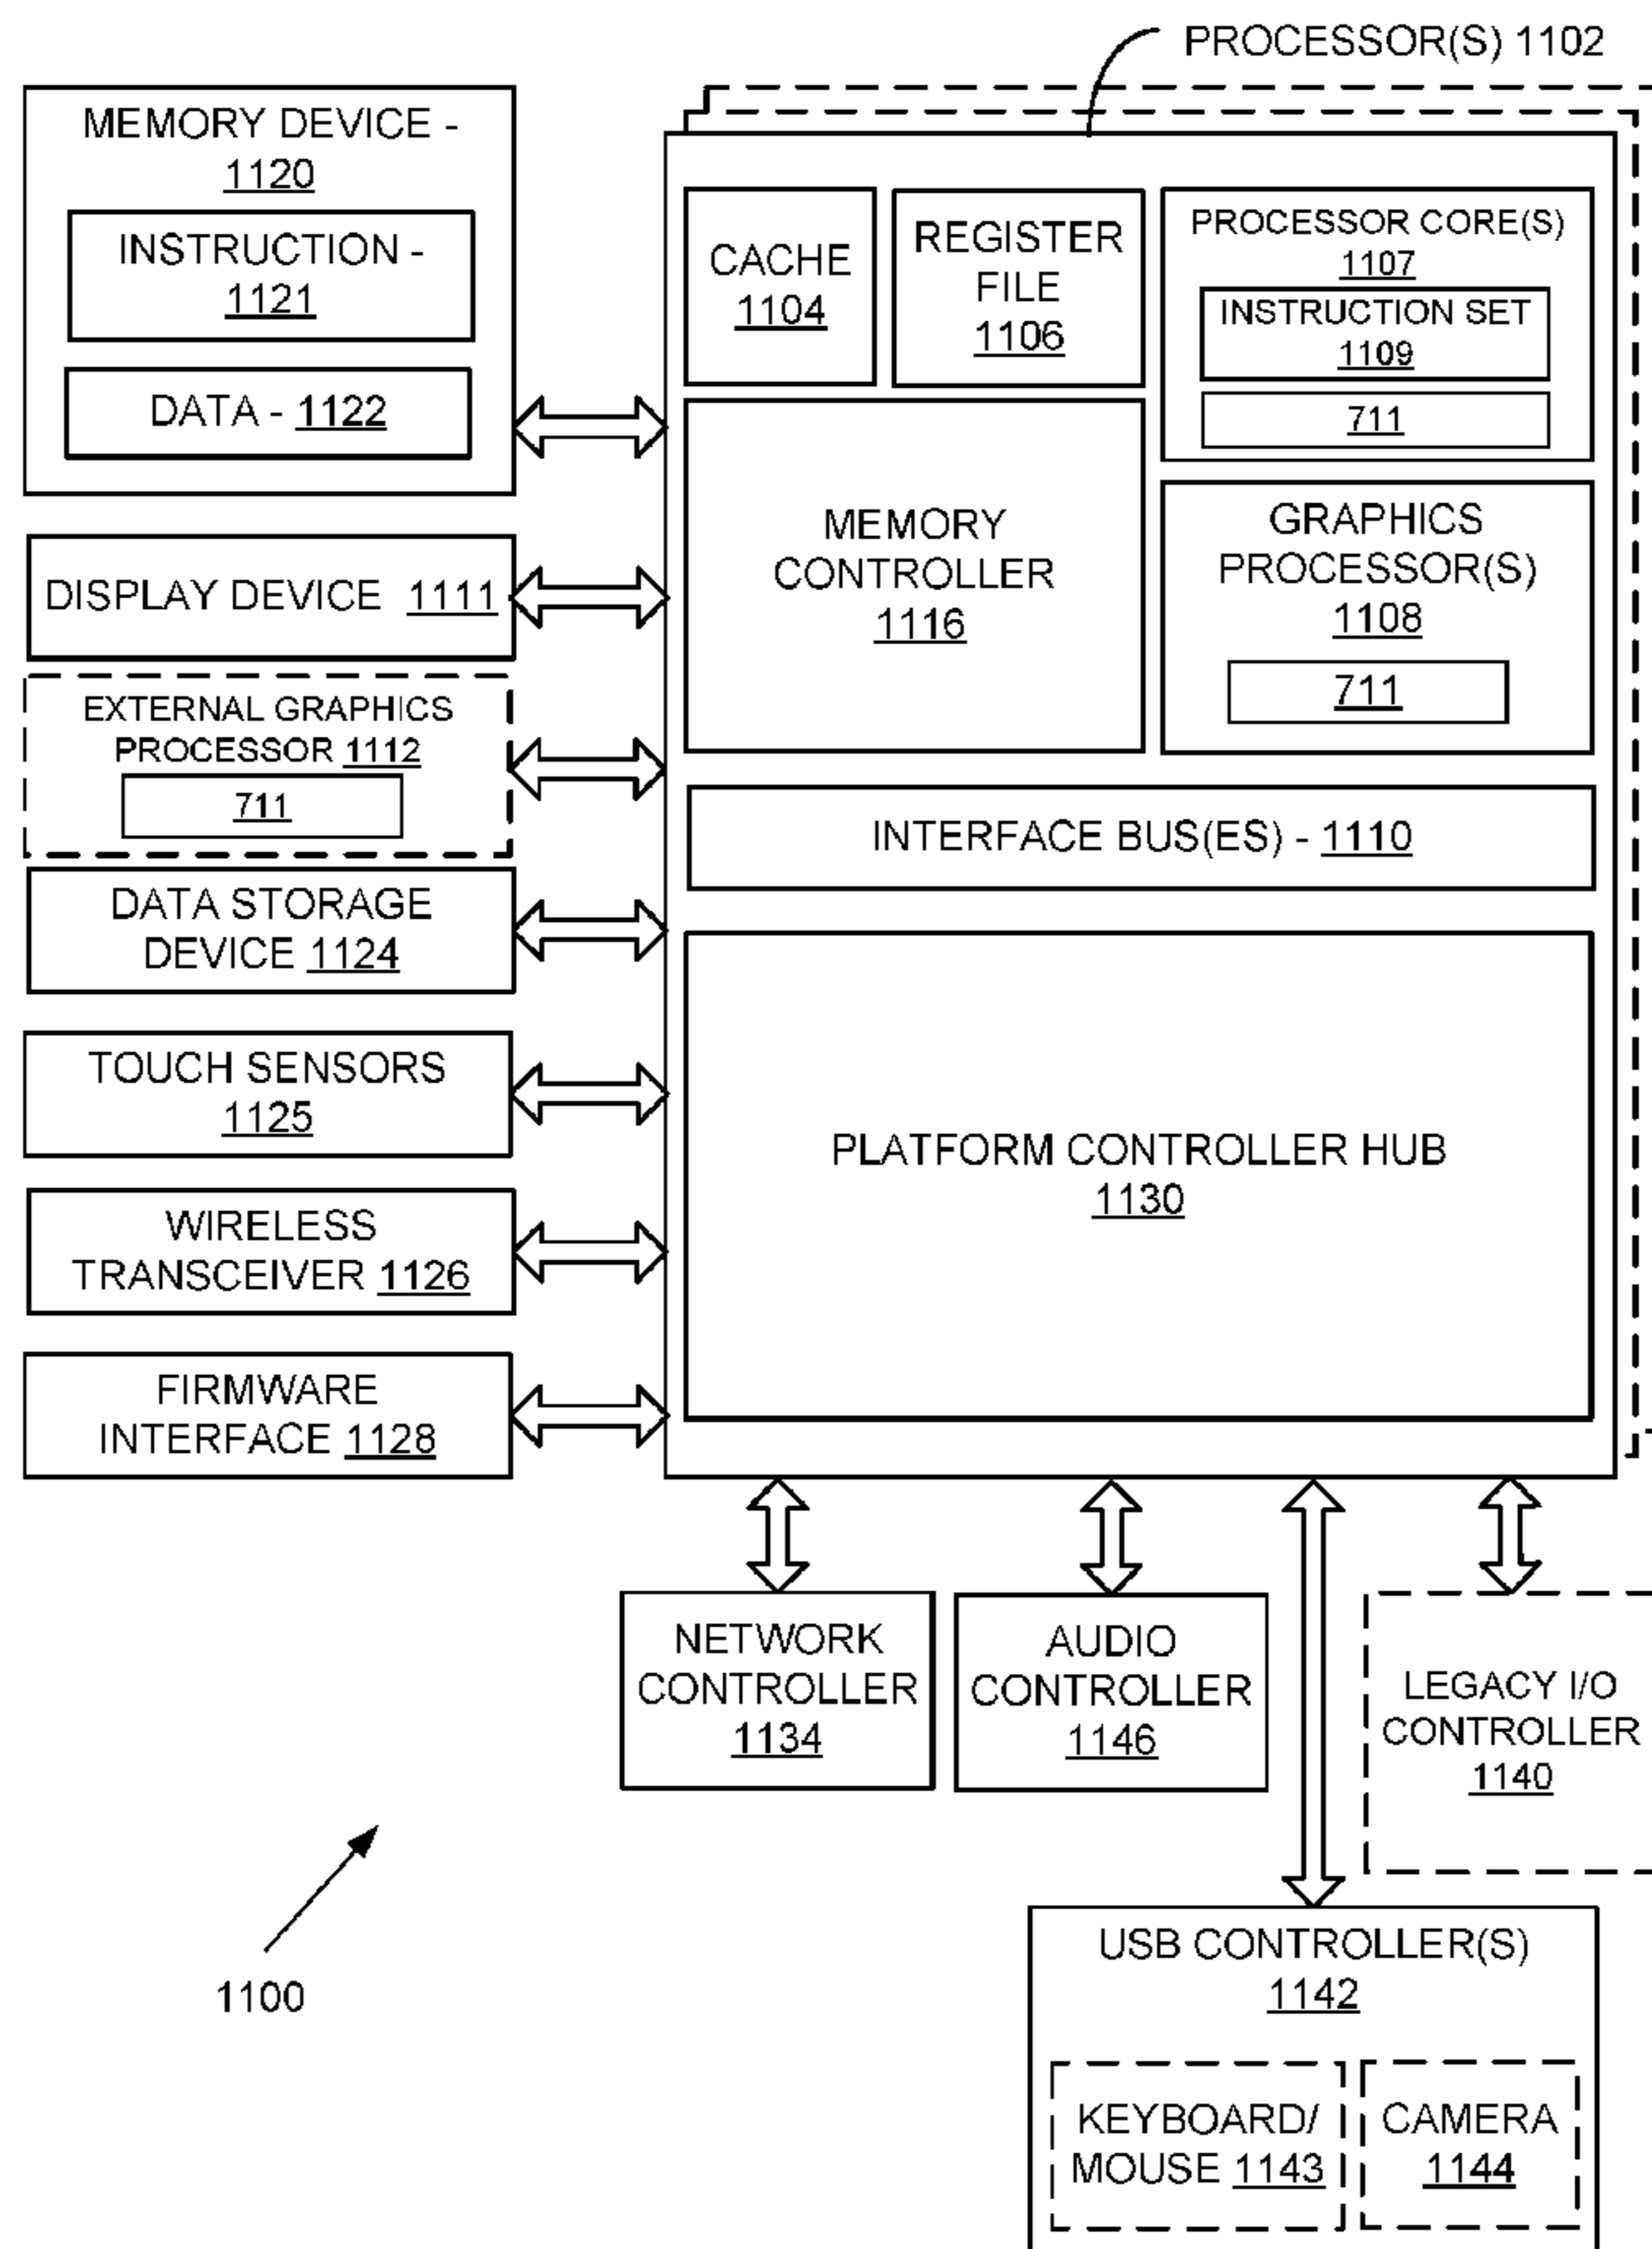 PROCESSOR(S) 1102
MEMORY DEVICE -
1120
INSTRUCTION -
1121
DATA - 1122
DISPLAY DEVICE 1111
EXTERNAL GRAPHICS
PROCESSOR 1112
711
DATA STORAGE
DEVICE 1124
TOUCH SENSORS
1125
WIRELESS
TRANSCEIVER 1126
FIRMWARE
INTERFACE 1128
CACHE
1104
REGISTER
FILE
1106
PROCESSOR CORE(S)
1107
INSTRUCTION SET
1109
711
MEMORY
CONTROLLER
1116
GRAPHICS
PROCESSOR(S)
1108
711
INTERFACE BUS(ES) - 1110
PLATFORM CONTROLLER HUB
1130
NETWORK
CONTROLLER
1134
AUDIO
CONTROLLER
1146
LEGACY I/O
CONTROLLER
1140
1100
USB CONTROLLER(S)
1142
KEYBOARD/
MOUSE 1143
CAMERA
1144